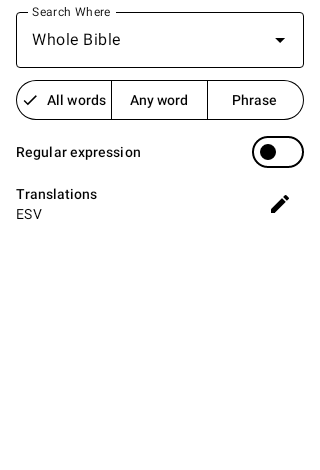 Search Where
Whole Bible
All words
Any word
Phrase
Regular expression
Translations
ESV